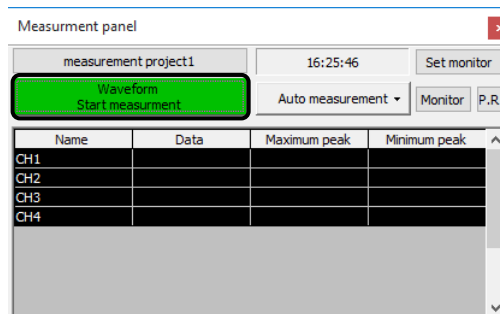 Measurment panel
measurement project1 16:25:46 Set monitor
Waveform
Start measurment
Auto measurement Monitor P.R
Name Data Maximum peak Minimum peak
CH1
CH2
CH3
CH4